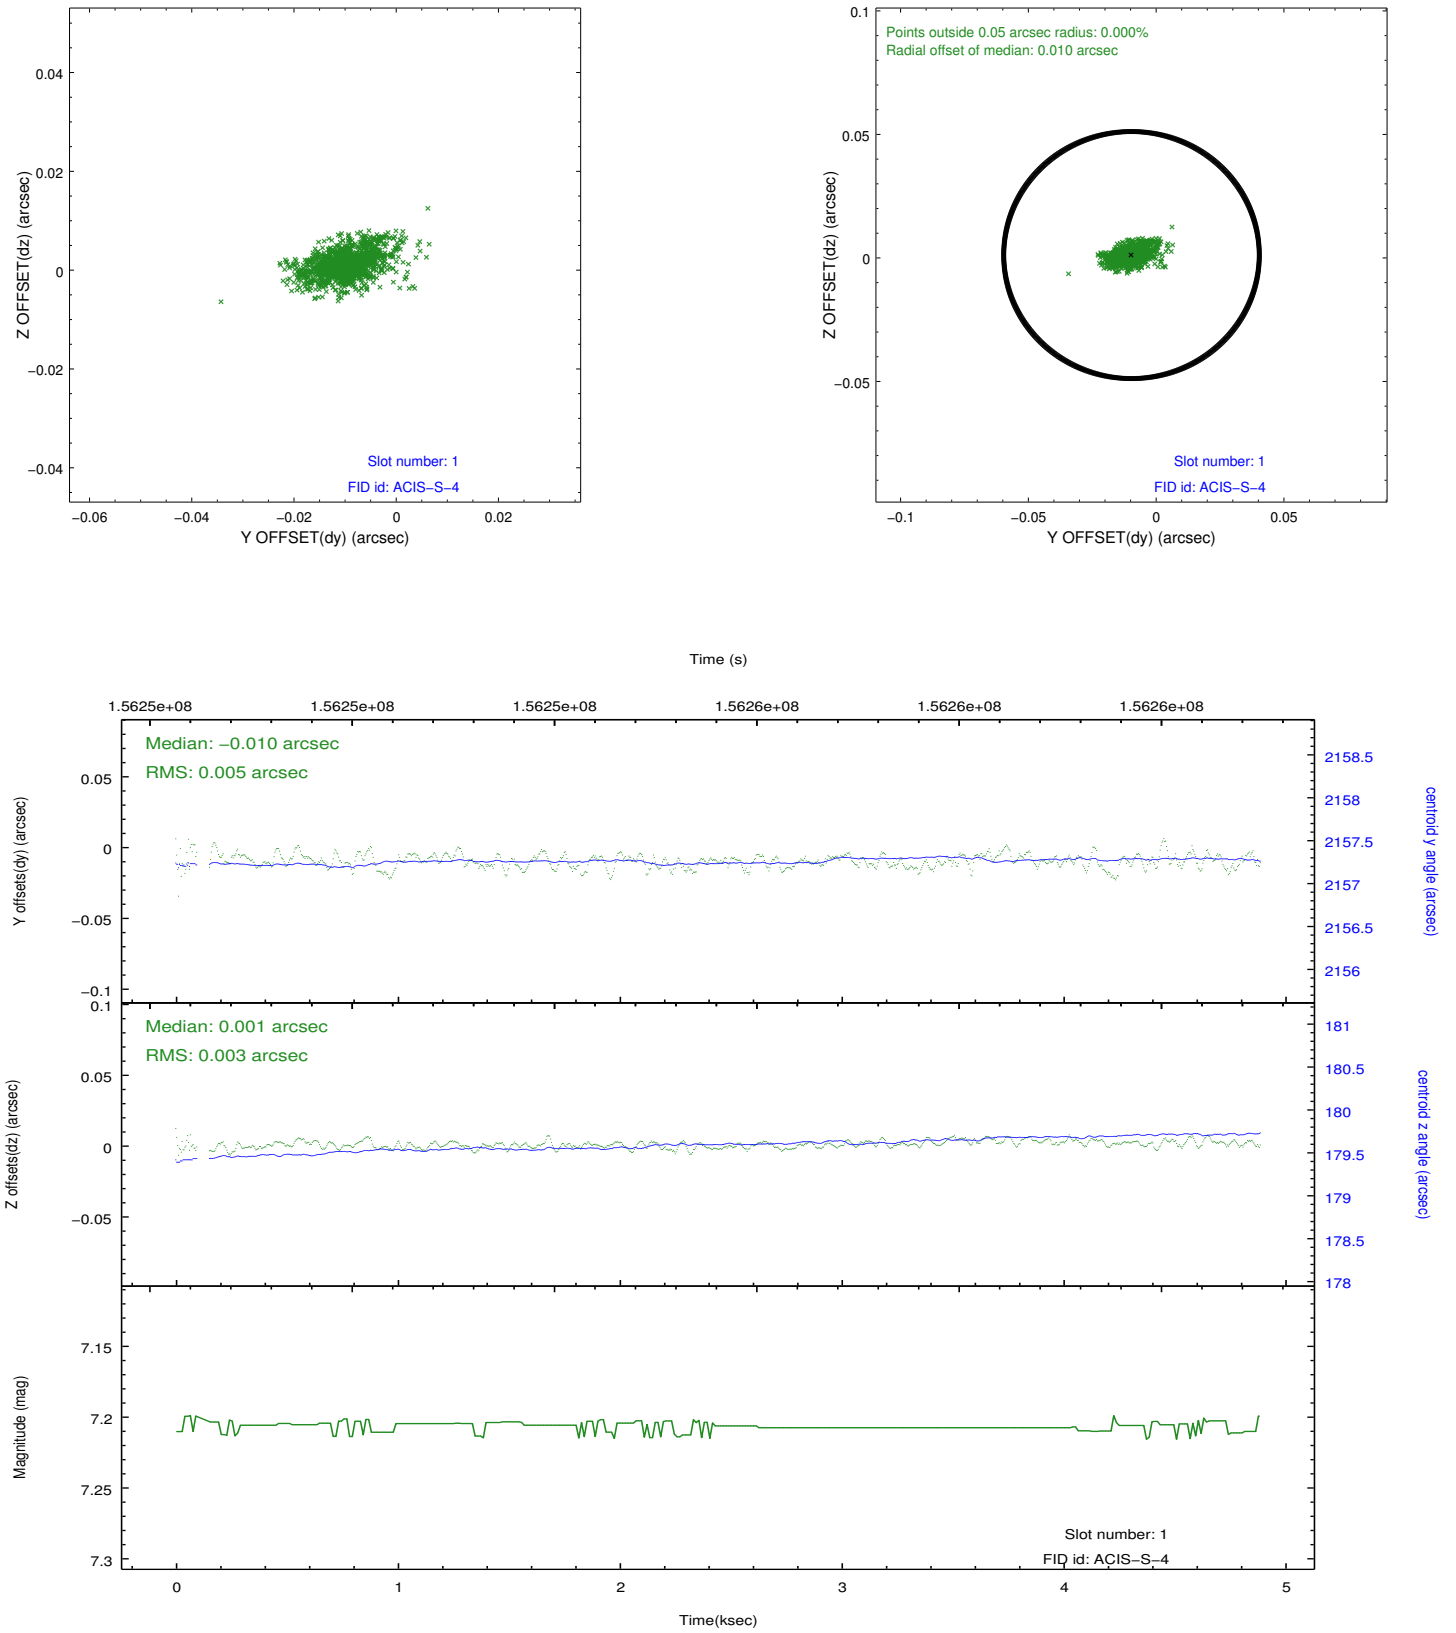 0.04
0.02
0
−0.02
−0.04
Z OFFSET(dz) (arcsec)
Slot number: 1
FID id: ACIS−S−4
−0.06
−0.04
−0.02
0
0.02
Y OFFSET(dy) (arcsec)
Points outside 0.05 arcsec radius: 0.000%
Radial offset of median: 0.010 arcsec
0.1
0.05
0
−0.05
Z OFFSET(dz) (arcsec)
Slot number: 1
FID id: ACIS−S−4
−0.1
−0.05
0
0.05
Y OFFSET(dy) (arcsec)
Time (s)
1.5625e+08
1.5625e+08
1.5625e+08
1.5626e+08
1.5626e+08
1.5626e+08
Median: −0.010 arcsec
RMS: 0.005 arcsec
0.05
0
−0.05
−0.1
Y offsets(dy) (arcsec)
2158.5
2158
2157.5
2157
2156.5
2156
centroid y angle (arcsec)
Median: 0.001 arcsec
RMS: 0.003 arcsec
0.1
0.05
0
−0.05
Z offsets(dz) (arcsec)
181
180.5
180
179.5
179
178.5
178
centroid z angle (arcsec)
7.15
7.2
7.25
7.3
Magnitude (mag)
Slot number: 1
FID id: ACIS−S−4
0
1
2
3
4
5
Time(ksec)